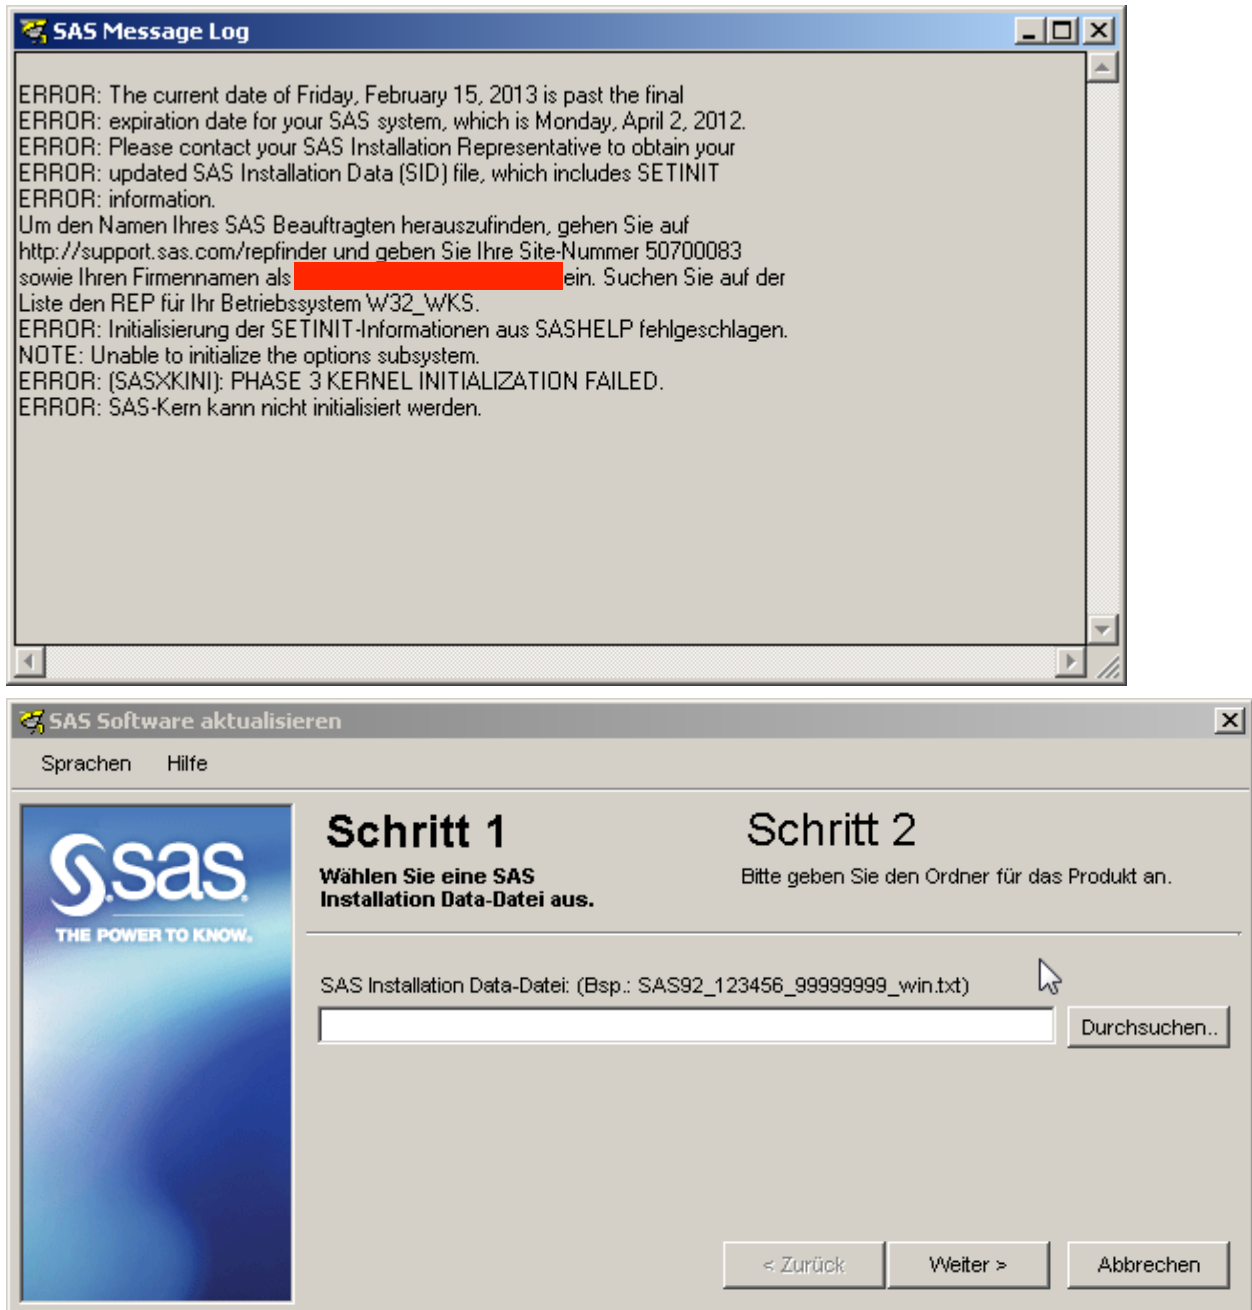 SAS Message Log
ERROR: The current date of Friday, February 15, 2013 is past the final
ERROR: expiration date for your SAS system, which is Monday, April 2, 2012.
ERROR: Please contact your SAS Installation Representative to obtain your
ERROR: updated SAS Installation Data (SID) file, which includes SETINIT
ERROR: information.
Um den Namen Ihres SAS Beauftragten herauszufinden, gehen Sie auf
http://support.sas.com/repfinder und geben Sie Ihre Site-Nummer 50700083
sowie Ihren Firmennamen als ein. Suchen Sie auf der
Liste den REP für Ihr Betriebssystem W32_WKS.
ERROR: Initialisierung der SETINIT-Informationen aus SASHELP fehlgeschlagen.
NOTE: Unable to initialize the options subsystem.
ERROR: (SASXKINI): PHASE 3 KERNEL INITIALIZATION FAILED.
ERROR: SAS-Kern kann nicht initialisiert werden.
SAS Software aktualisieren
Sprachen Hilfe
sas
THE POWER TO KNOW.
Schritt 1
Wählen Sie eine SAS
Installation Data-Datei aus.
Schritt 2
Bitte geben Sie den Ordner für das Produkt an.
SAS Installation Data-Datei: (Bsp.: SAS92_123456_99999999_win.txt)
Durchsuchen..
< Zurück Weiter > Abbrechen